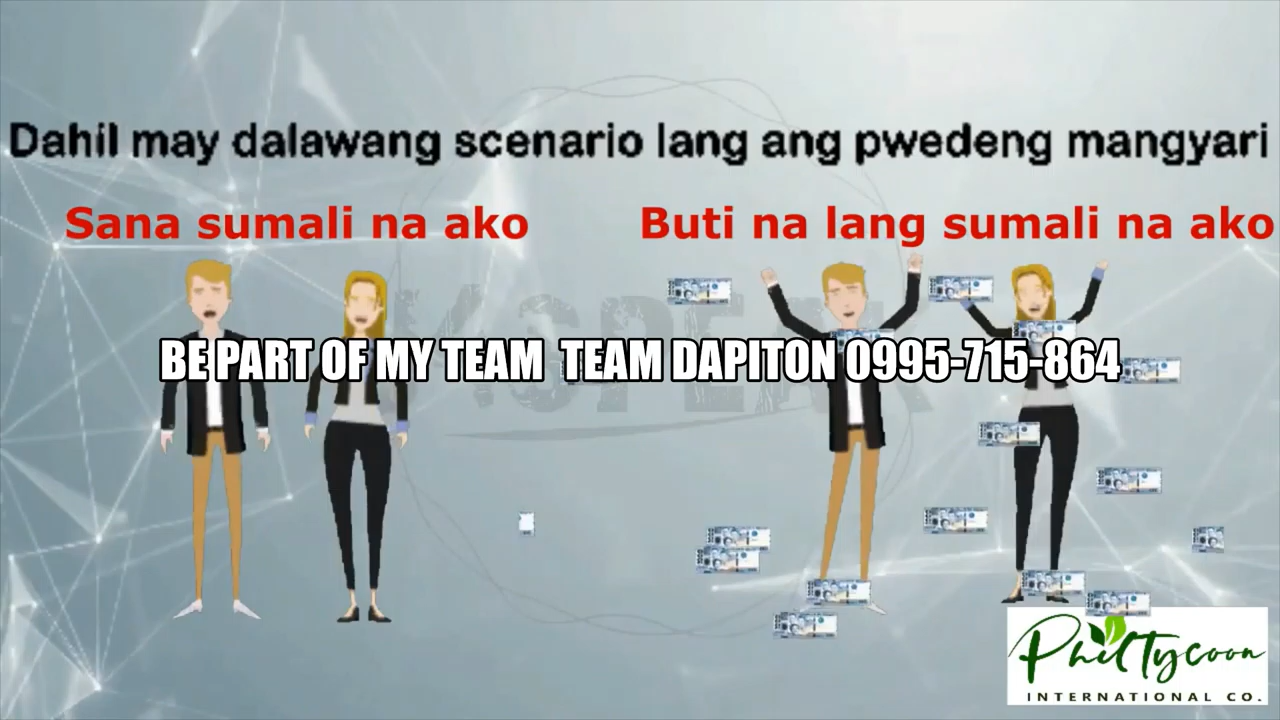 Dahil may dalawang scenario lang ang pwedeng mangyari
Sana sumali na ako
Buti na lang sumali na ako
BE PART OF MY TEAM TEAM DAPITON 0995-715-864
PhilTycoon
INTERNATIONAL CO.